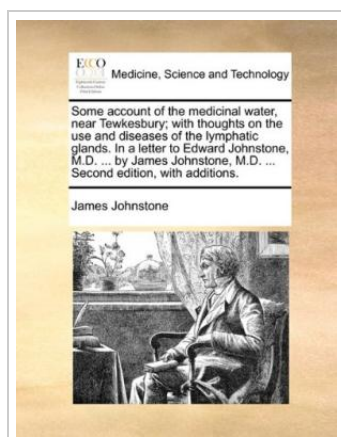 ECCO
Medicine, Science and Technology
Some account of the medicinal water,
near Tewkesbury; with thoughts on the
use and diseases of the lymphatic
glands. In a letter to Edward Johnstone,
M.D. ... by James Johnstone, M.D. ...
Second edition, with additions.
James Johnstone